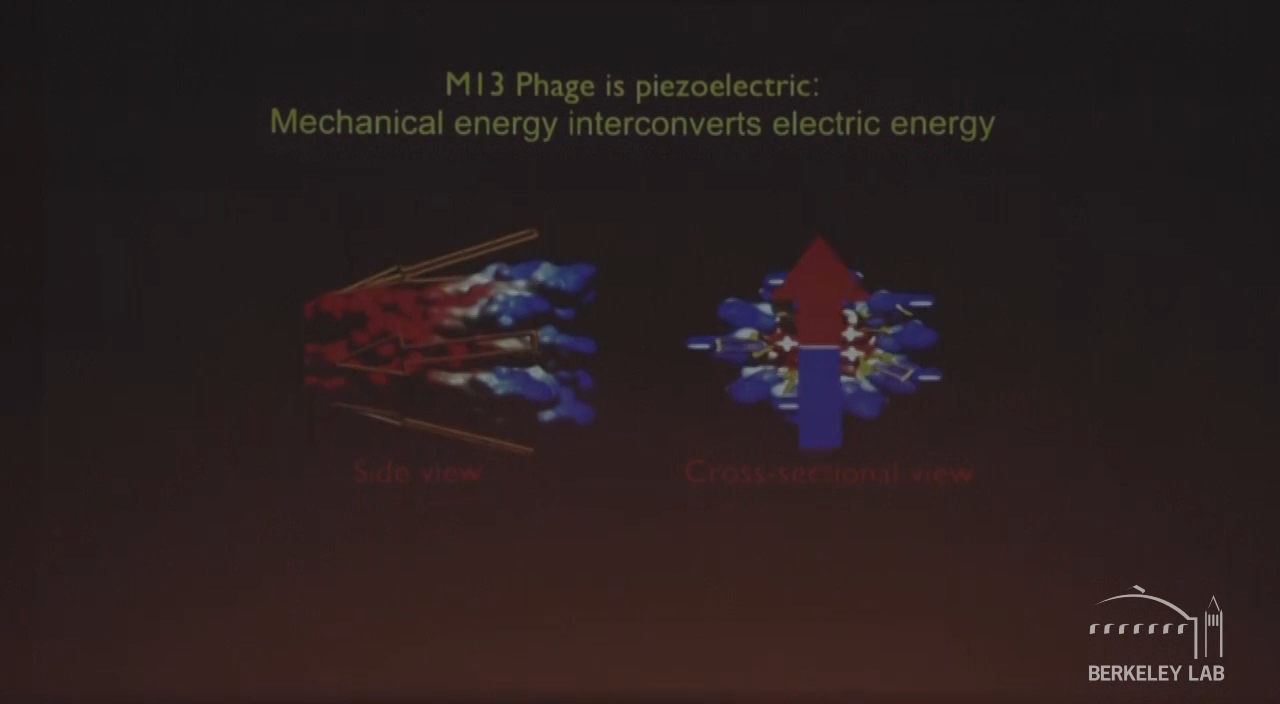 M13 Phage is piezoelectric:
Mechanical energy interconverts electric energy
Side view
Cross-sectional view
BERKELEY LAB